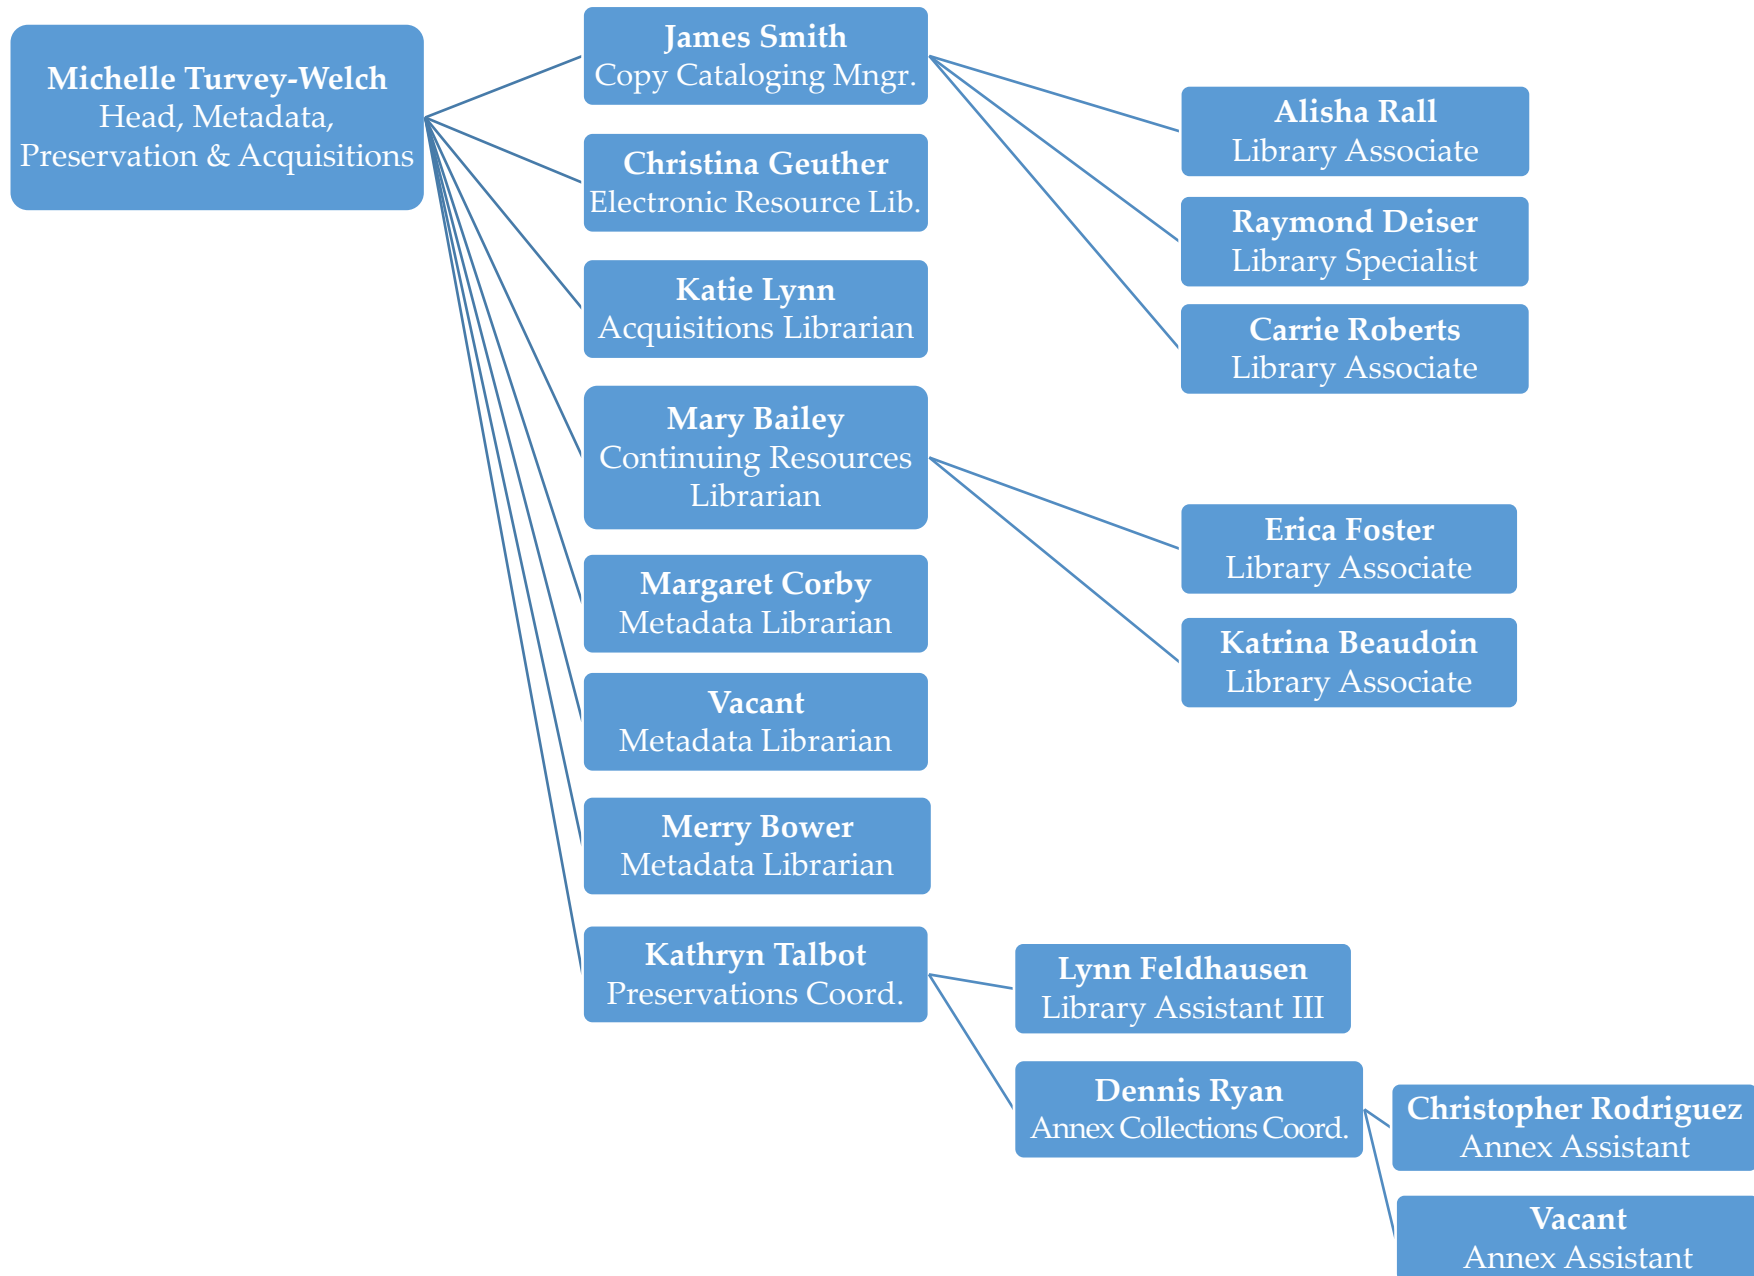 Michelle Turvey-Welch
Head, Metadata,
Preservation & Acquisitions
James Smith
Copy Cataloging Mngr.
Christina Geuther
Electronic Resource Lib.
Katie Lynn
Acquisitions Librarian
Mary Bailey
Continuing Resources
Librarian
Margaret Corby
Metadata Librarian
Vacant
Metadata Librarian
Merry Bower
Metadata Librarian
Kathryn Talbot
Preservations Coord.
Alisha Rall
Library Associate
Raymond Deiser
Library Specialist
Carrie Roberts
Library Associate
Erica Foster
Library Associate
Katrina Beaudoin
Library Associate
Lynn Feldhausen
Library Assistant III
Dennis Ryan
Annex Collections Coord.
Christopher Rodriguez
Annex Assistant
Vacant
Annex Assistant